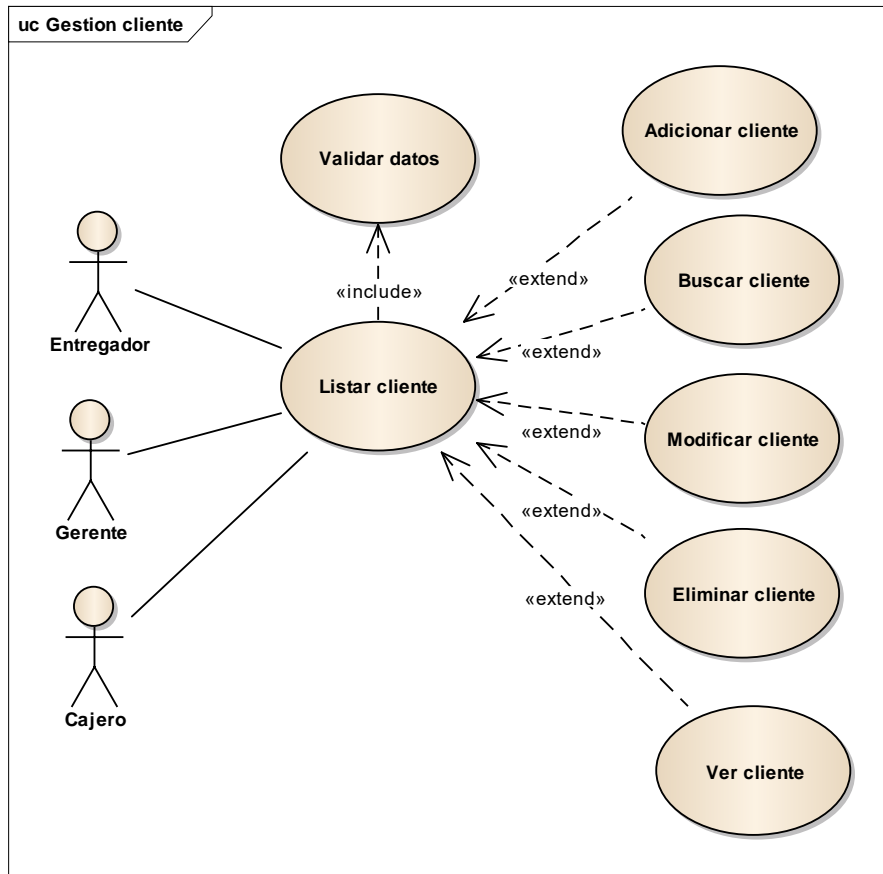 uc Gestion cliente
Adicionar cliente
Validar datos
Buscar cliente
«extend»
«include»
«extend»
Entregador
Listar cliente
«extend»
Modificar cliente
«extend»
Gerente
Eliminar cliente
«extend»
Cajero
Ver cliente